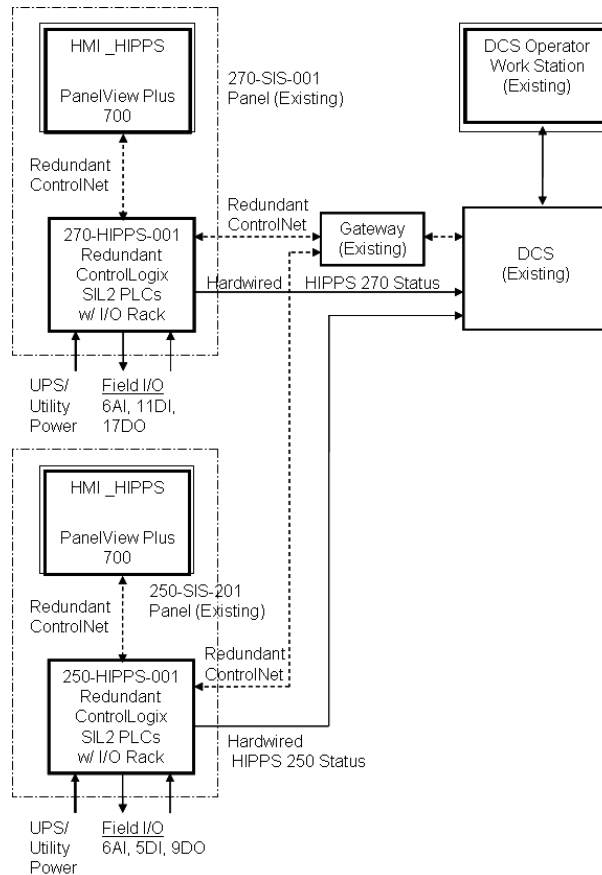 HMI _HIPPS
PanelView Plus
700
270-SIS-001
Panel (Existing)
DCS Operator
Work Station
(Existing)
Redundant
ControlNet
Redundant
ControlNet
Gateway
(Existing)
DCS
(Existing)
270-HIPPS-001
Redundant
ControlLogix
SIL2 PLCs
w/ I/O Rack
Hardwired HIPPS 270 Status
UPS/
Utility
Power
Field I/O
6AI, 11DI,
17DO
HMI _HIPPS
PanelView Plus
700
250-SIS-201
Panel (Existing)
Redundant
ControlNet
Redundant
ControlNet
250-HIPPS-001
Redundant
ControlLogix
SIL2 PLCs
w/ I/O Rack
Hardwired
HIPPS 250 Status
UPS/
Utility
Power
Field I/O
6AI, 5DI, 9DO